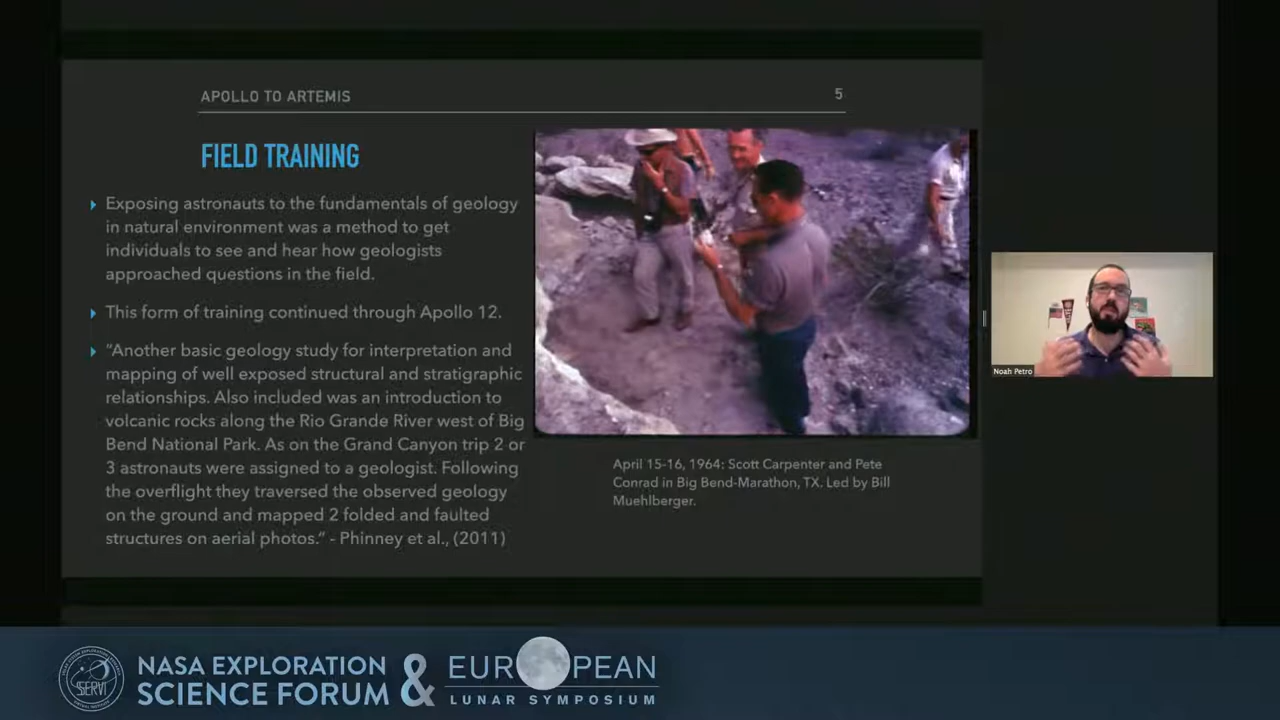 APOLLO TO ARTEMIS
5
FIELD TRAINING
Exposing astronauts to the fundamentals of geology
in natural environment was a method to get
individuals to see and hear how geologists
approached questions in the field.
This form of training continued through Apollo 12.
“Another basic geology study for interpretation and
mapping of well exposed structural and stratigraphic
relationships. Also included was an introduction to
volcanic rocks along the Rio Grande River west of Big
Bend National Park. As on the Grand Canyon trip 2 or
3 astronauts were assigned to a geologist. Following
the overflight they traversed the observed geology
on the ground and mapped 2 folded and faulted
structures on aerial photos.” - Phinney et al., (2011)
April 15-16, 1964: Scott Carpenter and Pete
Conrad in Big Bend-Marathon, TX. Led by Bill
Muehlberger.
Noah Petro
SERVI
NASA EXPLORATION
SCIENCE FORUM
&
EUROPEAN
LUNAR SYMPOSIUM